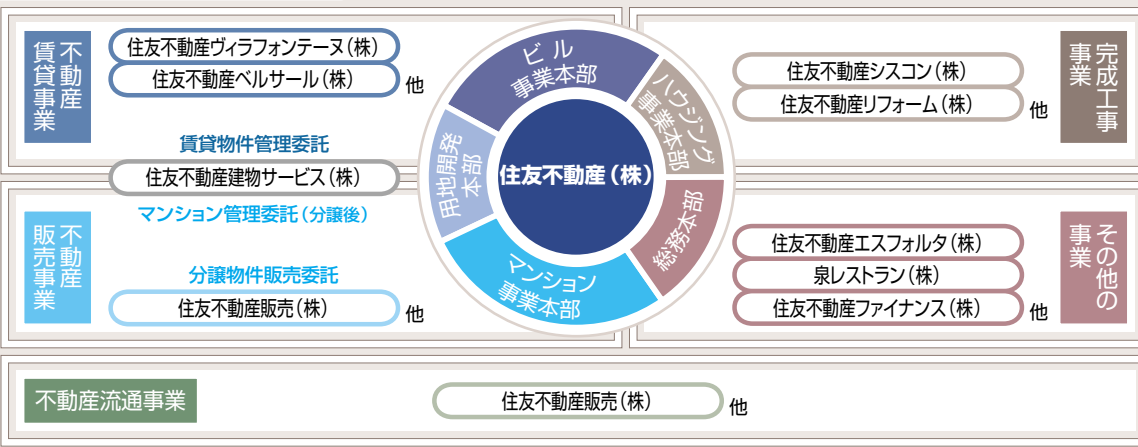 不動産
賃貸事業
住友不動産ヴィラフォンテーヌ(株)
住友不動産ベルサール(株)
他
賃貸物件管理委託
住友不動産建物サービス(株)
マンション管理委託(分譲後)
不動産
販売事業
分譲物件販売委託
住友不動産販売(株)
他
ビル
事業本部
ハウジング
事業本部
用地開発
本部
住友不動産(株)
総務本部
マンション
事業本部
完成工事
事業
住友不動産シスコン(株)
住友不動産リフォーム(株)
他
その他の
事業
住友不動産エスフォルタ(株)
泉レストラン(株)
住友不動産ファイナンス(株)
他
不動産流通事業
住友不動産販売(株)
他